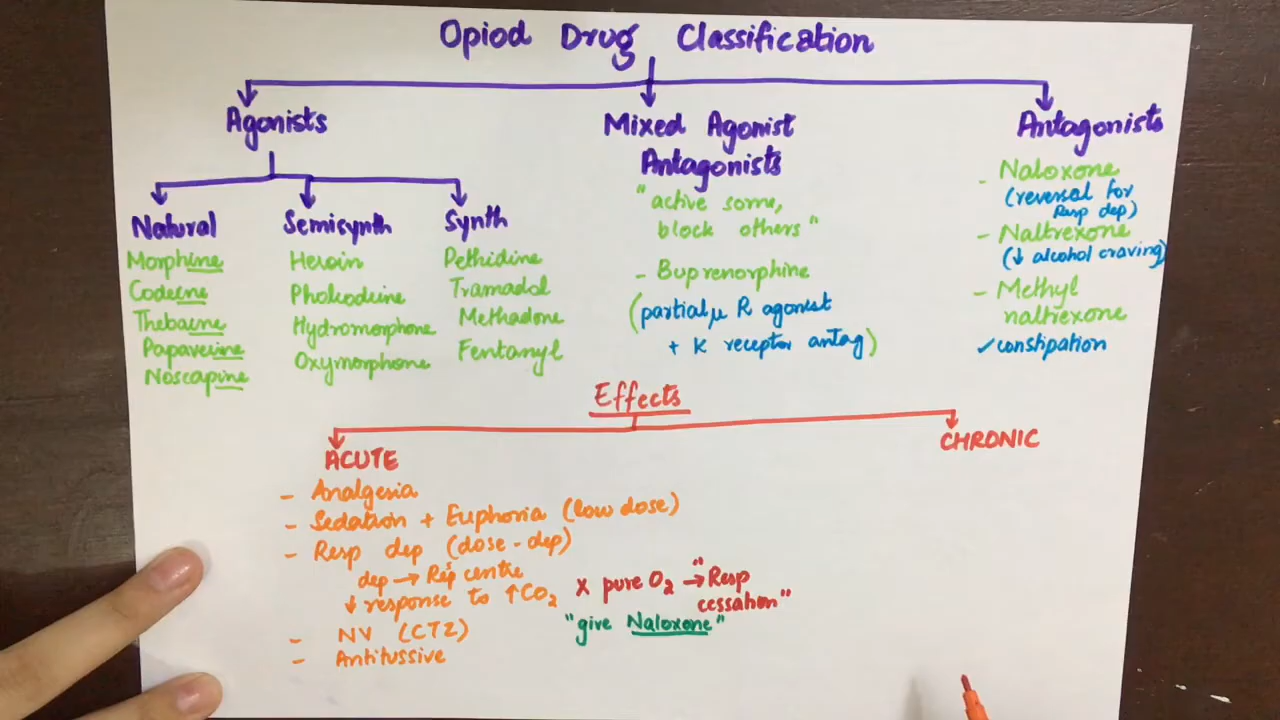 Opiod Drug Classification
Agonists
Natural
Morphine
Codeine
Thebaine
Papaverine
Noscapine
Semisynth
Heroin
Pholcodeine
Hydromorphone
Oxymorphone
Synth
Pethidine
Tramadol
Methadone
Fentanyl
Mixed Agonist
Antagonists
"active some,
block others"
- Buprenorphine
(partial μ R agonist
+ K receptor antag)
Antagonists
- Naloxone
(reversal for
Resp dep)
- Naltrexone
(↓ alcohol craving)
- Methyl
naltrexone
✓ constipation
Effects
ACUTE
- Analgesia
- Sedation + Euphoria (low dose)
- Resp dep (dose-dep)
dep → Resp centre
↓ response to ↑CO2
x pure O2 → "Resp
cessation"
"give Naloxone"
- NV (CTZ)
- Antitussive
CHRONIC